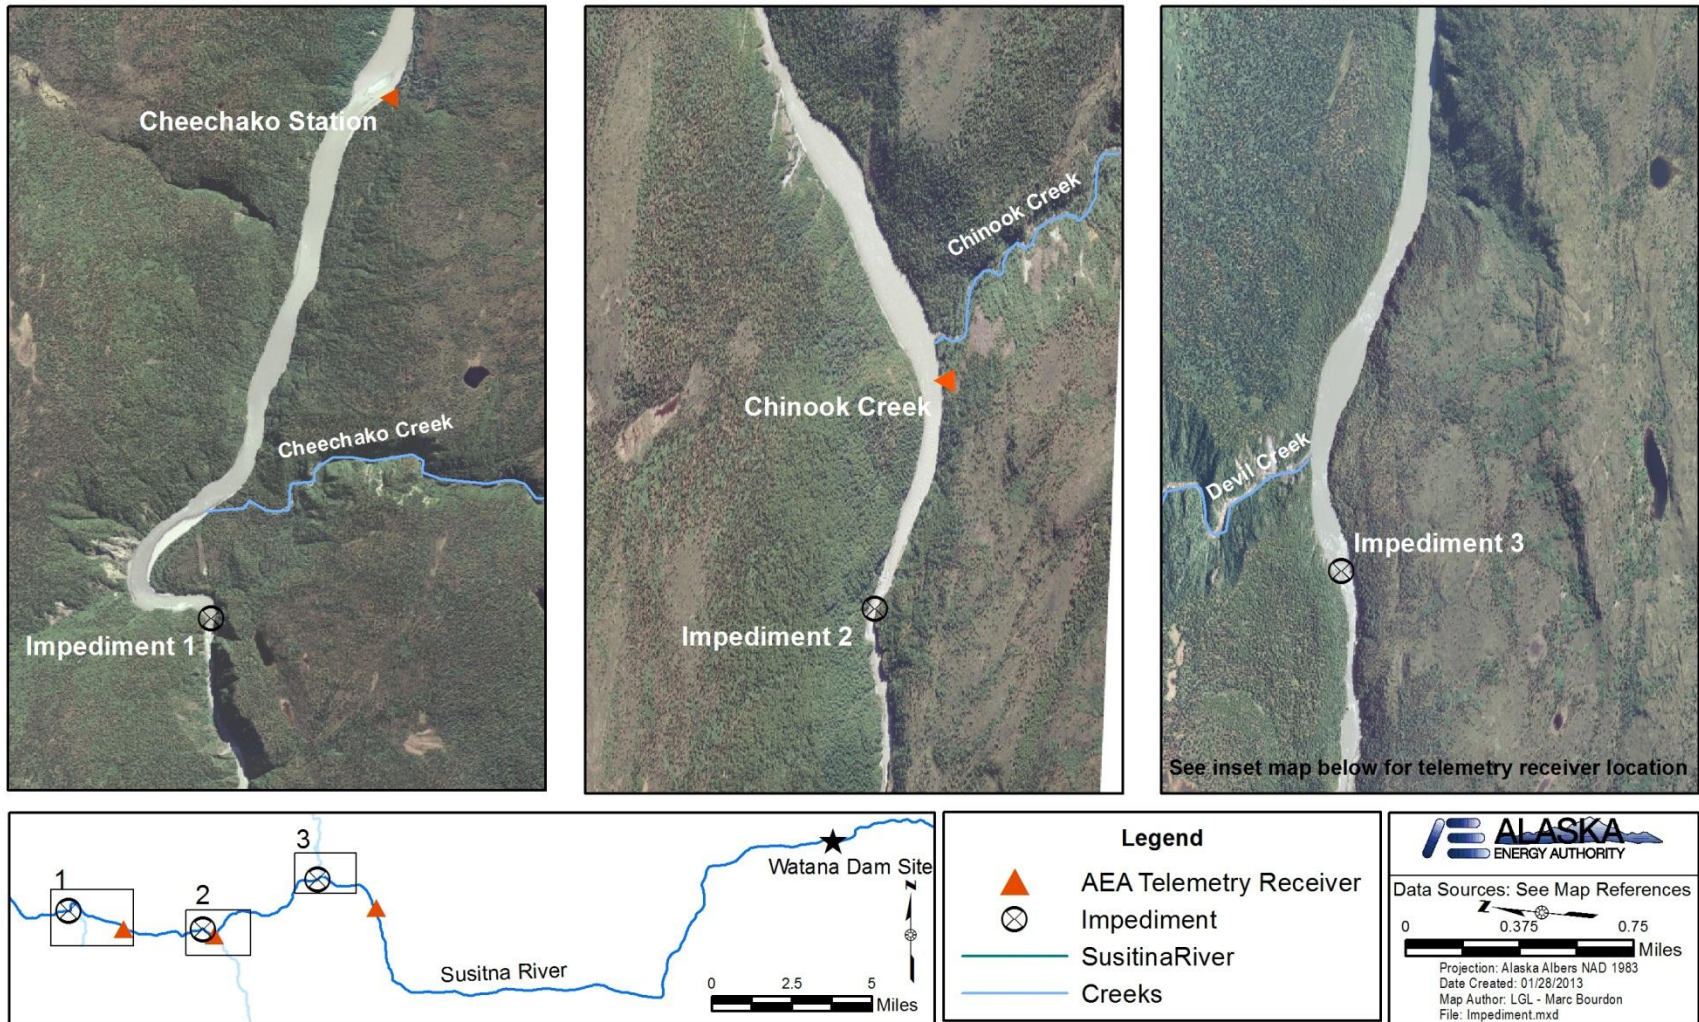 Cheechako Station
Cheechako Creek
Impediment 1
Chinook Creek
Chinook Creek
Impediment 2
Devil Creek
Impediment 3
See inset map below for telemetry receiver location
1
2
3
Watana Dam Site
N
Susitna River
0 2.5 5
Miles
Legend
AEA Telemetry Receiver
Impediment
SusitinaRiver
Creeks
ALASKA
ENERGY AUTHORITY
Data Sources: See Map References
N
0 0.375 0.75
Miles
Projection: Alaska Albers NAD 1983
Date Created: 01/28/2013
Map Author: LGL - Marc Bourdon
File: Impediment.mxd